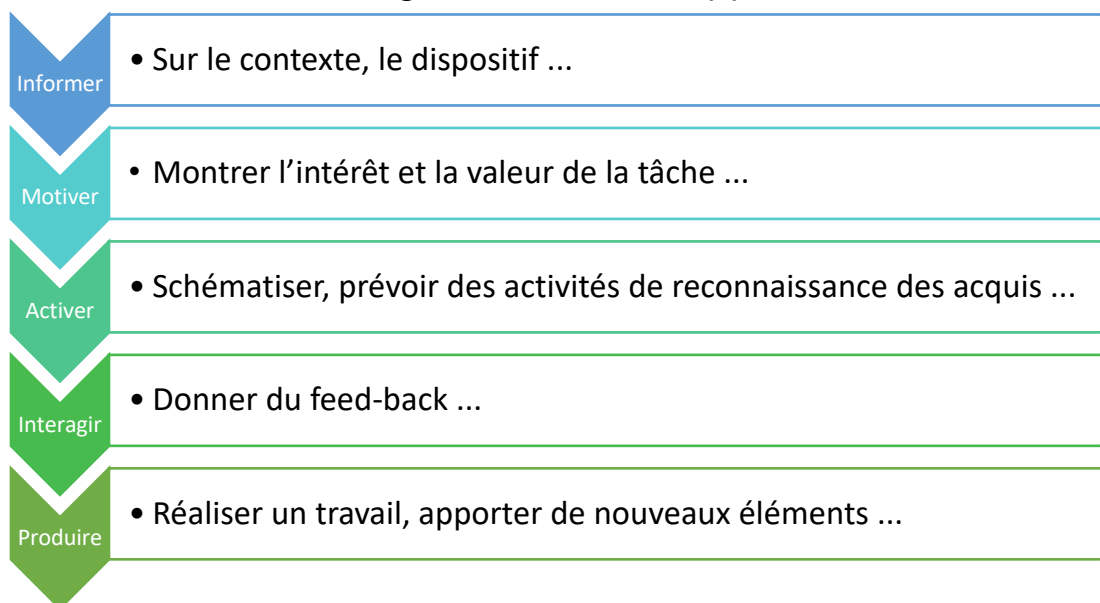 Informer
• Sur le contexte, le dispositif ...
Motiver
• Montrer l’intérêt et la valeur de la tâche ...
Activer
• Schématiser, prévoir des activités de reconnaissance des acquis ...
Interagir
• Donner du feed-back ...
Produire
• Réaliser un travail, apporter de nouveaux éléments ...